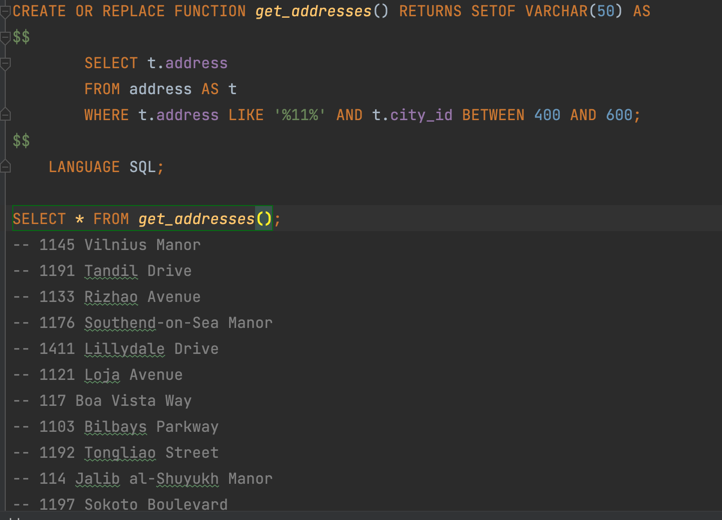 CREATE OR REPLACE FUNCTION get_addresses() RETURNS SETOF VARCHAR(50) AS
$$
SELECT t.address
FROM address AS t
WHERE t.address LIKE '%11%' AND t.city_id BETWEEN 400 AND 600;
$$
LANGUAGE SQL;
SELECT * FROM get_addresses();
-- 1145 Vilnius Manor
-- 1191 Tandil Drive
-- 1133 Rizhao Avenue
-- 1176 Southend-on-Sea Manor
-- 1411 Lillydale Drive
-- 1121 Loja Avenue
-- 117 Boa Vista Way
-- 1103 Bilbays Parkway
-- 1192 Tongliao Street
-- 114 Jalib al-Shuyukh Manor
-- 1197 Sokoto Boulevard